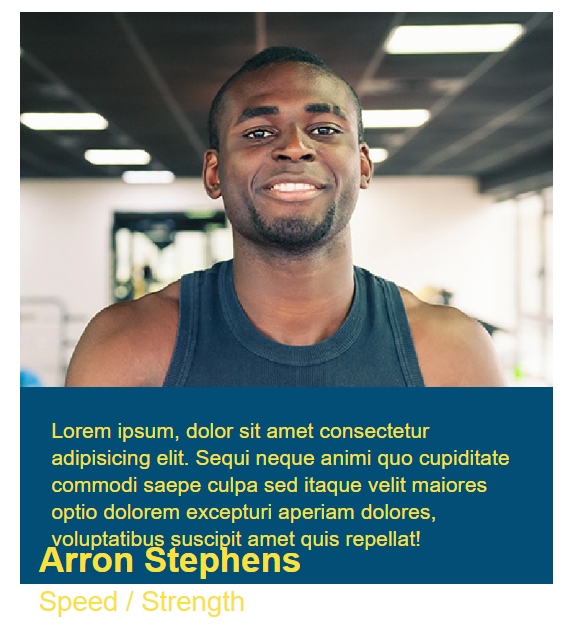 Lorem ipsum, dolor sit amet consectetur
adipisicing elit. Sequi neque animi quo cupiditate
commodi saepe culpa sed itaque velit maiores
optio dolorem excepturi aperiam dolores,
voluptatibus suscipit amet quis repellat!
Arron Stephens
Speed / Strength